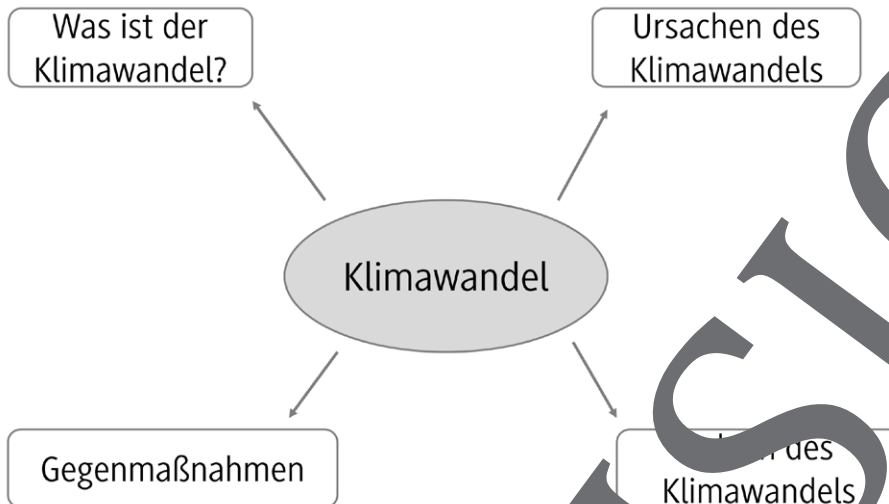 Was ist der
Klimawandel?
Ursachen des
Klimawandels
Klimawandel
Gegenmaßnahmen
des
Klimawandels